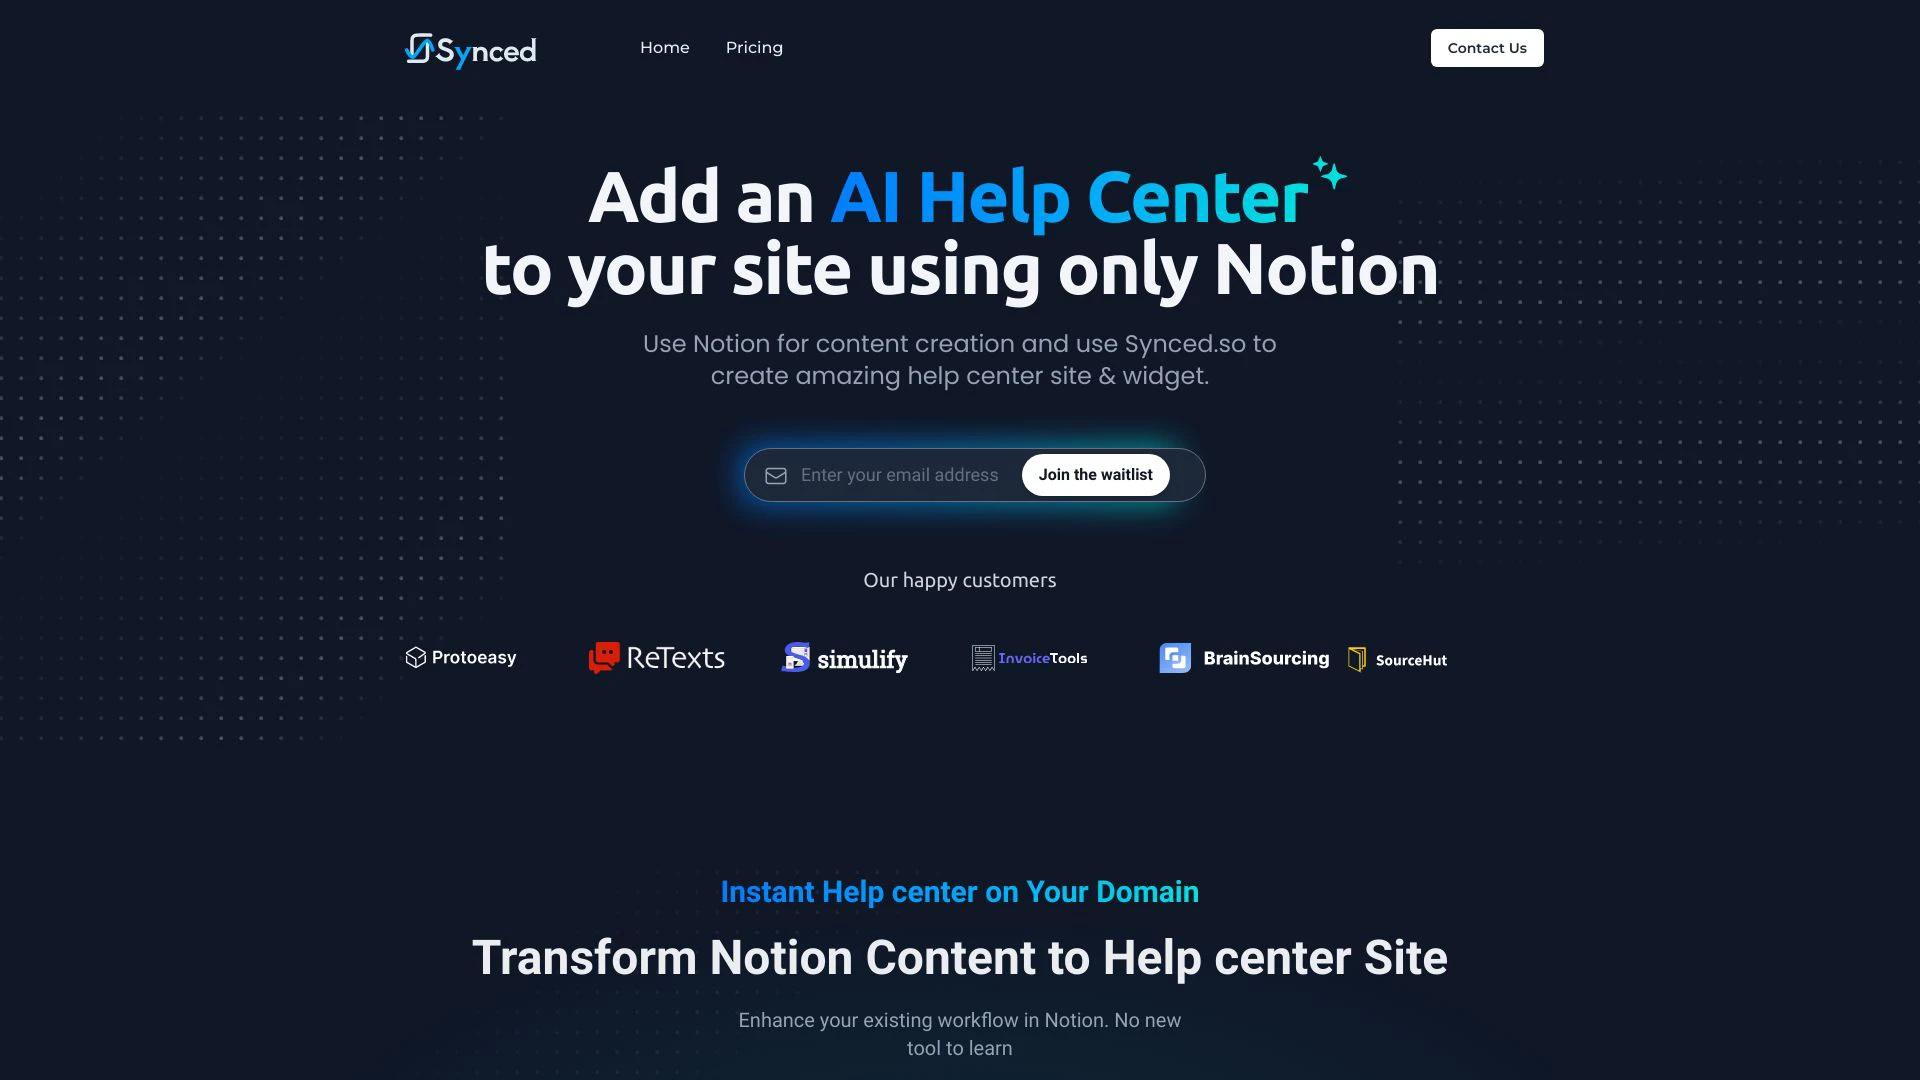 Synced
Home
Pricing
Contact Us
Add an AI Help Center
to your site using only Notion
Use Notion for content creation and use Synced.so to
create amazing help center site & widget.
Enter your email address
Join the waitlist
Our happy customers
Protoeasy
ReTexts
simulify
InvoiceTools
BrainSourcing
SourceHut
Instant Help center on Your Domain
Transform Notion Content to Help center Site
Enhance your existing workflow in Notion. No new
tool to learn